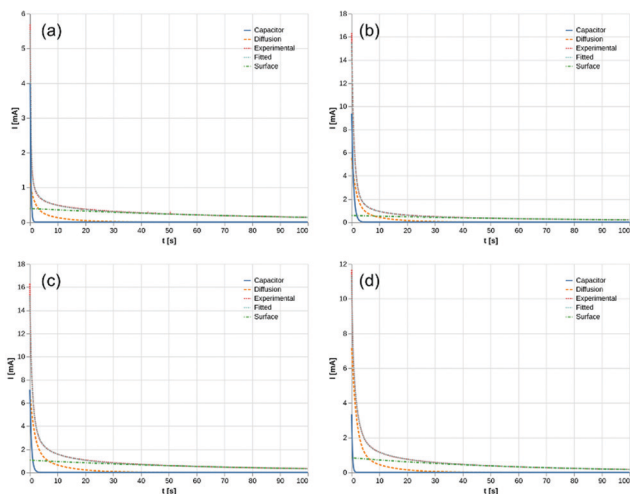 (a)
6
5
4
3
2
1
0
I [mA]
Capacitor
Diffusion
Experimental
Fitted
Surface
0 10 20 30 40 50 60 70 80 90 100
t [s]
(b)
18
16
14
12
10
8
6
4
2
0
I [mA]
Capacitor
Diffusion
Experimental
Fitted
Surface
0 10 20 30 40 50 60 70 80 90 100
t [s]
(c)
18
16
14
12
10
8
6
4
2
0
I [mA]
Capacitor
Diffusion
Experimental
Fitted
Surface
0 10 20 30 40 50 60 70 80 90 100
t [s]
(d)
12
10
8
6
4
2
0
I [mA]
Capacitor
Diffusion
Experimental
Fitted
Surface
0 10 20 30 40 50 60 70 80 90 100
t [s]